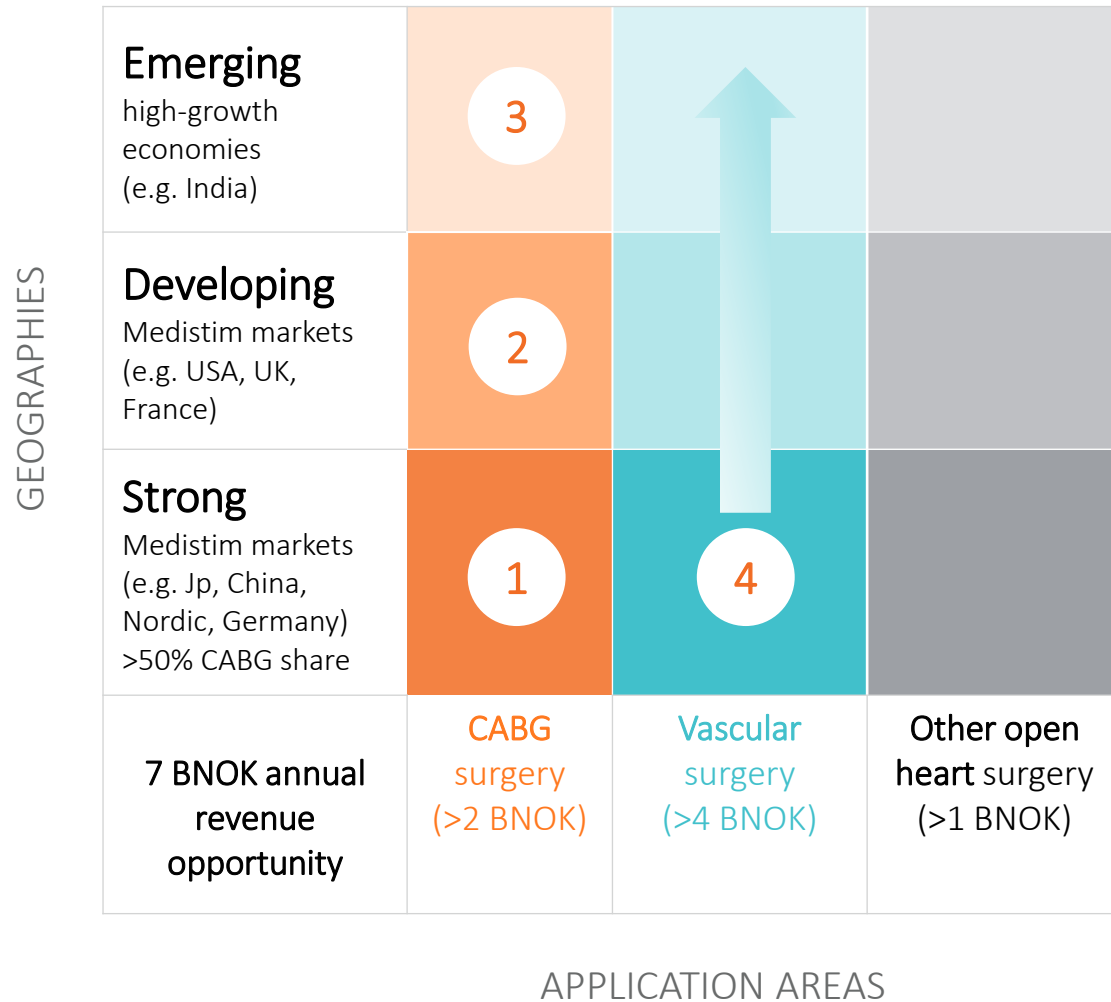 GEOGRAPHIES
Emerging
high-growth
economies
(e.g. India)
3
Developing
Medistim markets
(e.g. USA, UK,
France)
2
Strong
Medistim markets
(e.g. Jp, China,
Nordic, Germany)
>50% CABG share
1
4
7 BNOK annual
revenue
opportunity
CABG
surgery
(>2 BNOK)
Vascular
surgery
(>4 BNOK)
Other open
heart surgery
(>1 BNOK)
APPLICATION AREAS